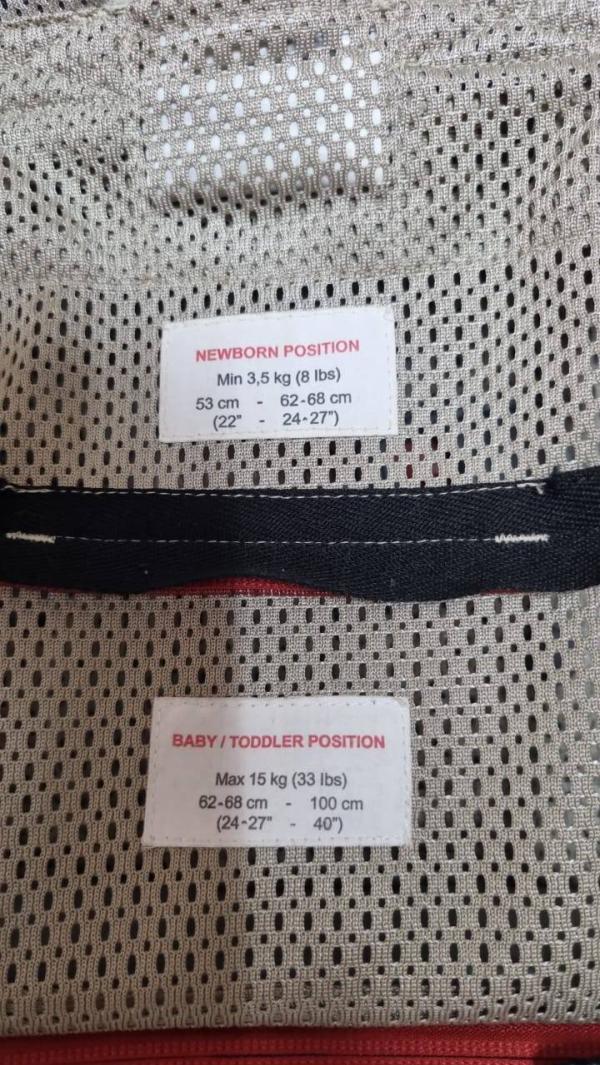 NEWBORN POSITION
Min 3,5 kg (8 lbs)
53 cm - 62-68 cm
(22" - 24-27")
BABY / TODDLER POSITION
Max 15 kg (33 lbs)
62-68 cm - 100 cm
(24-27" - 40")